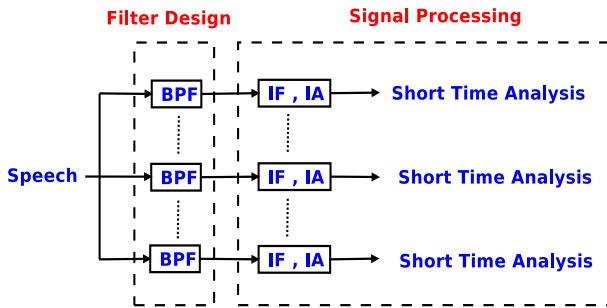 Filter Design
Signal Processing
BPF
IF , IA
Short Time Analysis
Speech
BPF
IF , IA
Short Time Analysis
BPF
IF , IA
Short Time Analysis